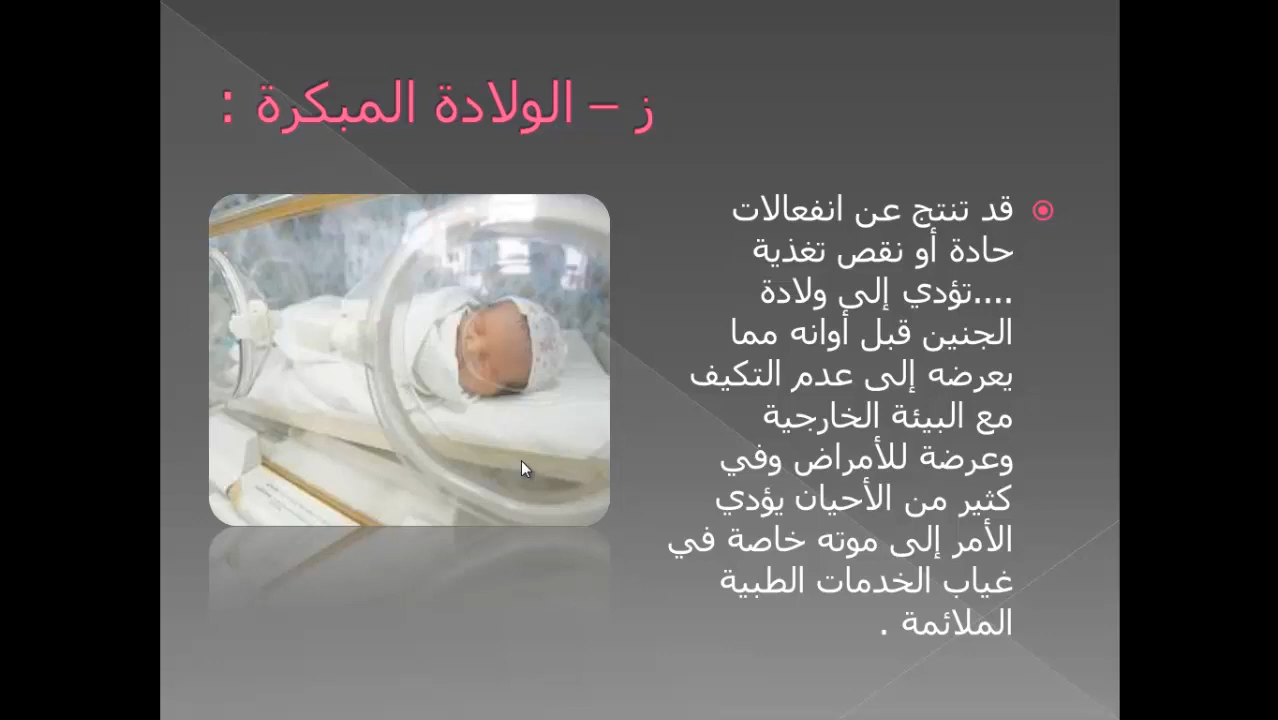 ز – الولادة المبكرة :
قد تنتج عن انفعالات
حادة أو نقص تغذية
....تؤدي إلى ولادة
الجنين قبل أوانه مما
يعرضه إلى عدم التكيف
مع البيئة الخارجية
وعرضة للأمراض وفي
كثير من الأحيان يؤدي
الأمر إلى موته خاصة في
غياب الخدمات الطبية
الملائمة .